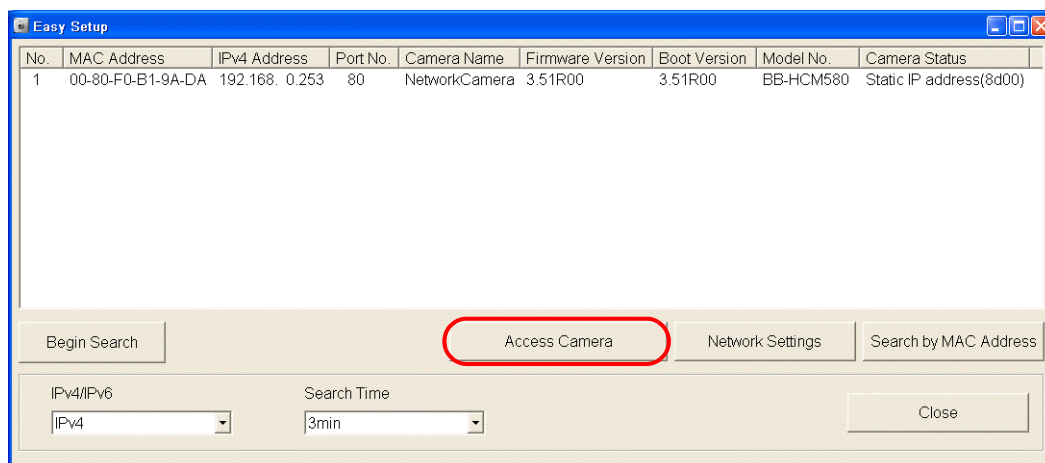 Easy Setup
No. MAC Address IPv4 Address Port No. Camera Name Firmware Version Boot Version Model No. Camera Status
1 00-80-F0-B1-9A-DA 192.168. 0.253 80 NetworkCamera 3.51R00 3.51R00 BB-HCM580 Static IP address(8d00)
Begin Search Access Camera Network Settings Search by MAC Address
IPv4/IPv6 Search Time
IPv4 3min Close